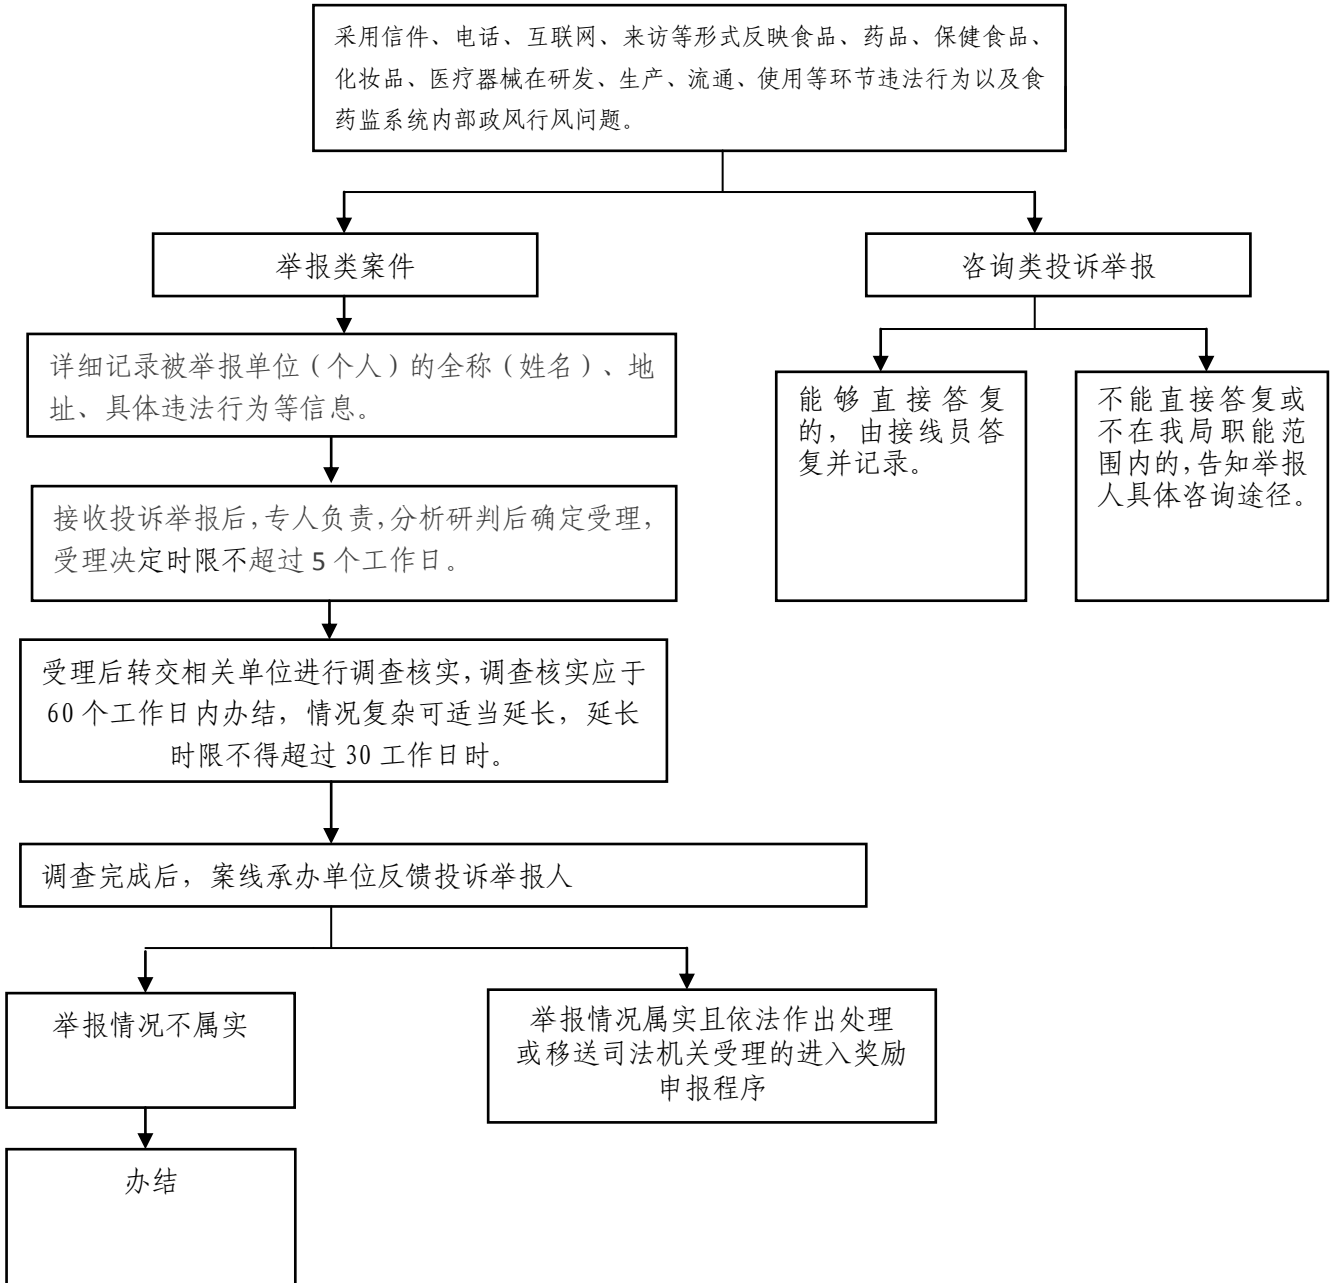 采用信件、电话、互联网、来访等形式反映食品、药品、保健食品、
化妆品、医疗器械在研发、生产、流通、使用等环节违法行为以及食
药监系统内部政风行风问题。
举报类案件
咨询类投诉举报
详细记录被举报单位（个人）的全称（姓名）、地
址、具体违法行为等信息。
能够直接答复
的，由接线员答
复并记录。
不能直接答复或
不在我局职能范
围内的，告知举报
人具体咨询途径。
接收投诉举报后，专人负责，分析研判后确定受理，
受理决定时限不超过 5 个工作日。
受理后转交相关单位进行调查核实，调查核实应于
60 个工作日内办结，情况复杂可适当延长，延长
时限不得超过 30 工作日时。
调查完成后，案线承办单位反馈投诉举报人
举报情况不属实
举报情况属实且依法作出处理
或移送司法机关受理的进入奖励
申报程序
办结